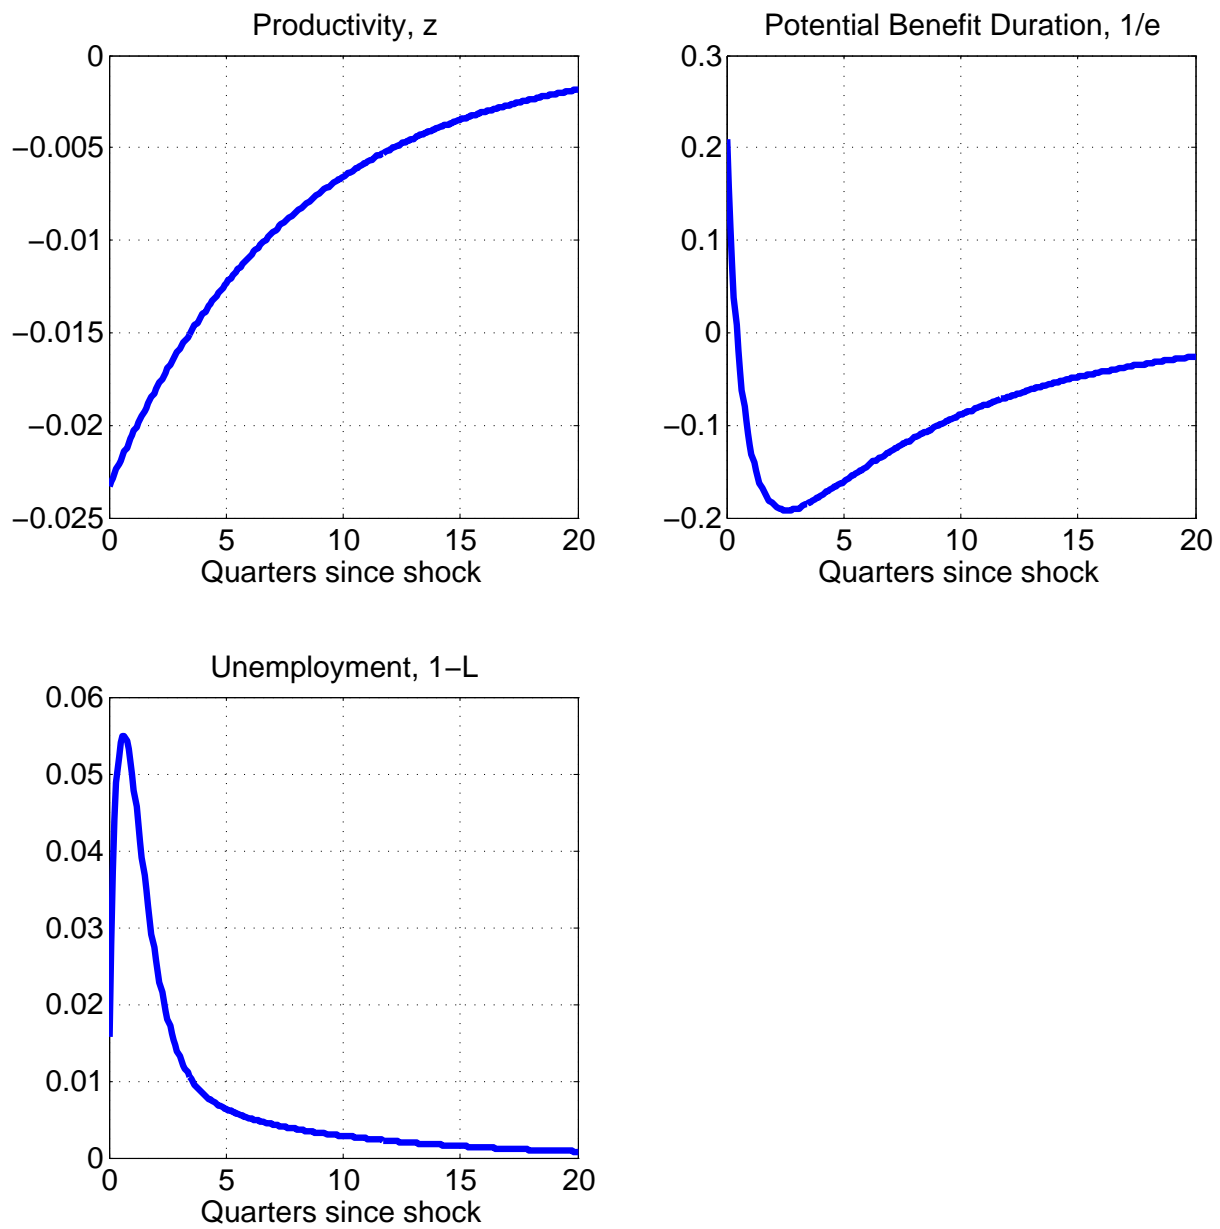 Productivity, z
0
−0.005
−0.01
−0.015
−0.02
−0.025
0 5 10 15 20
Quarters since shock
Potential Benefit Duration, 1/e
0.3
0.2
0.1
0
−0.1
−0.2
0 5 10 15 20
Quarters since shock
Unemployment, 1−L
0.06
0.05
0.04
0.03
0.02
0.01
0
0 5 10 15 20
Quarters since shock